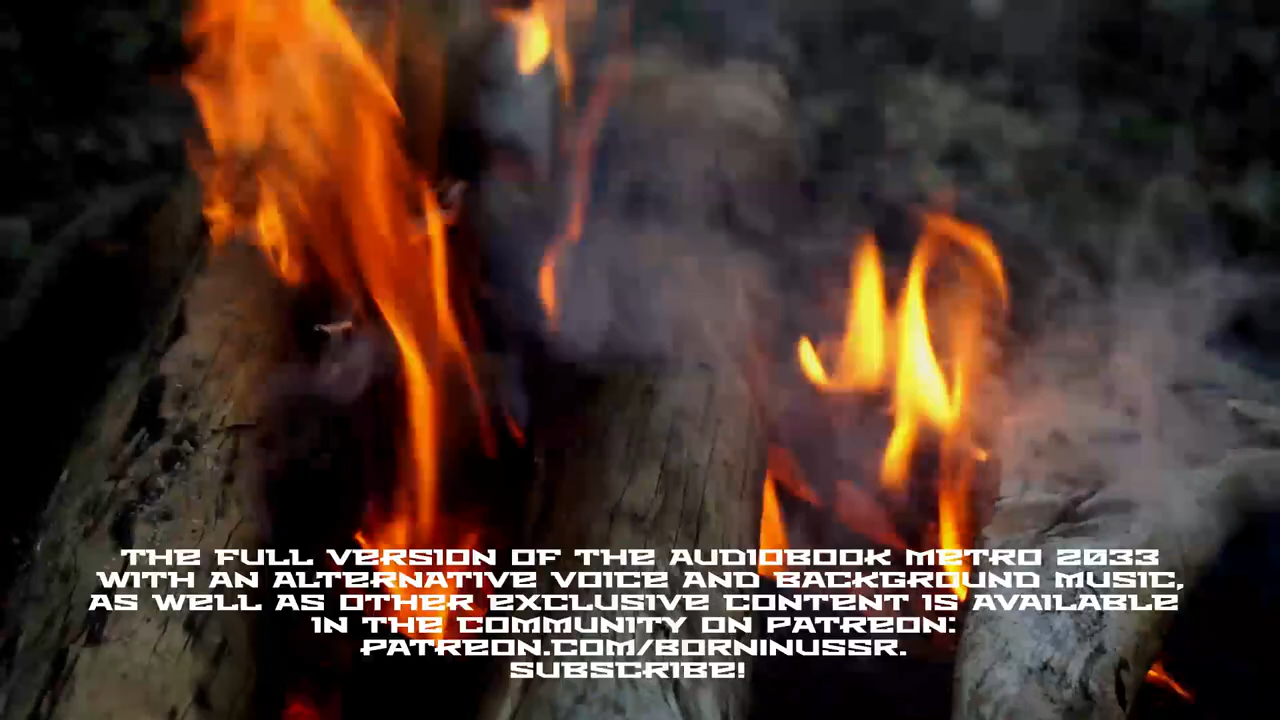 THE FULL VERSION OF THE AUDIOBOOK METRO 2033
WITH AN ALTERNATIVE VOICE AND BACKGROUND MUSIC,
AS WELL AS OTHER EXCLUSIVE CONTENT IS AVAILABLE
IN THE COMMUNITY ON PATREON:
PATREON.COM/BORNINUSSR.
SUBSCRIBE!